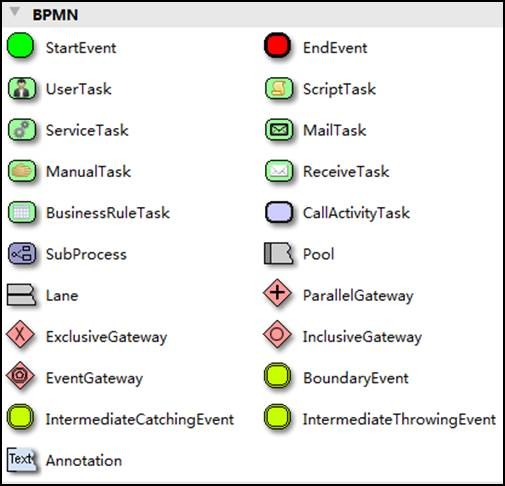 BPMN
StartEvent EndEvent
UserTask ScriptTask
ServiceTask MailTask
ManualTask ReceiveTask
BusinessRuleTask CallActivityTask
SubProcess Pool
Lane ParallelGateway
X ExclusiveGateway InclusiveGateway
EventGateway BoundaryEvent
IntermediateCatchingEvent IntermediateThrowingEvent
Text Annotation